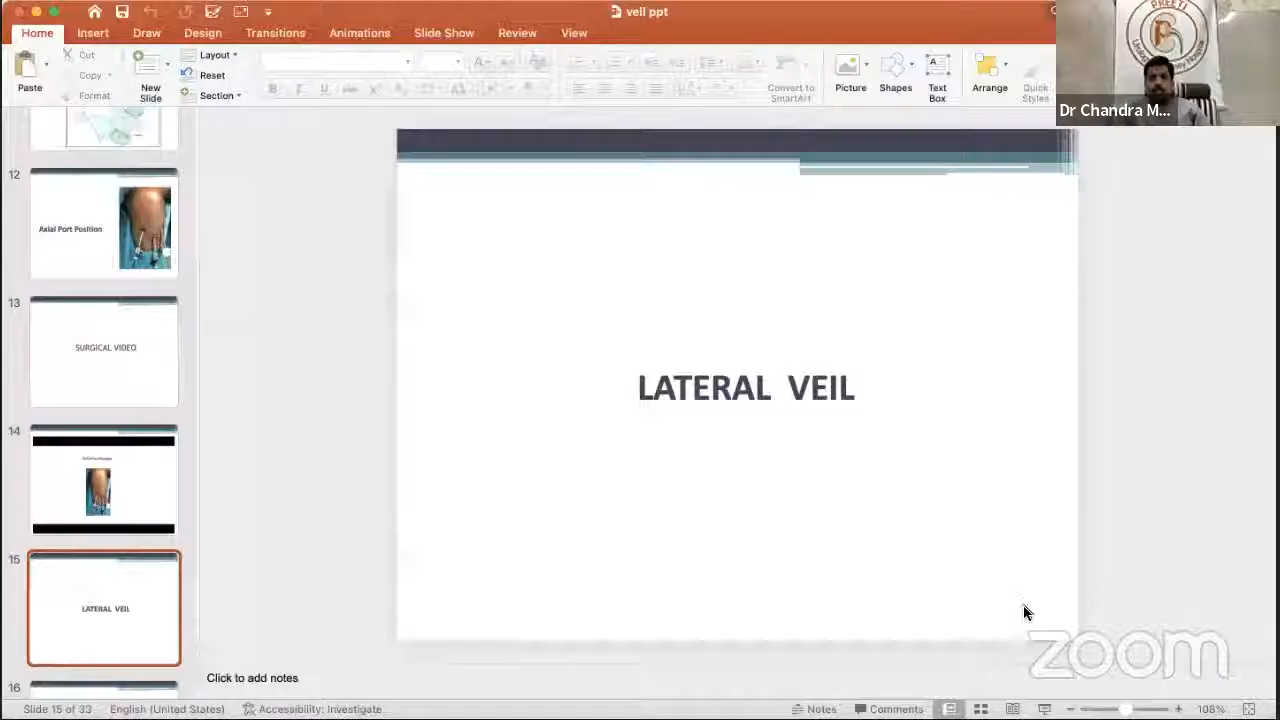 veil ppt
Home Insert Draw Design Transitions Animations Slide Show Review View
Paste
Cut
Copy
Format
New
Slide
Layout
Reset
Section
Convert to
SmartArt
Picture
Shapes
Text
Box
Arrange
Quick
Styles
PREETI
Dr Chandra M...
12
Axial Port Position
13
SURGICAL VIDEO
14
15
LATERAL VEIL
16
LATERAL VEIL
zoom
Click to add notes
Slide 15 of 33 English (United States) Accessibility: Investigate Notes Comments 108%